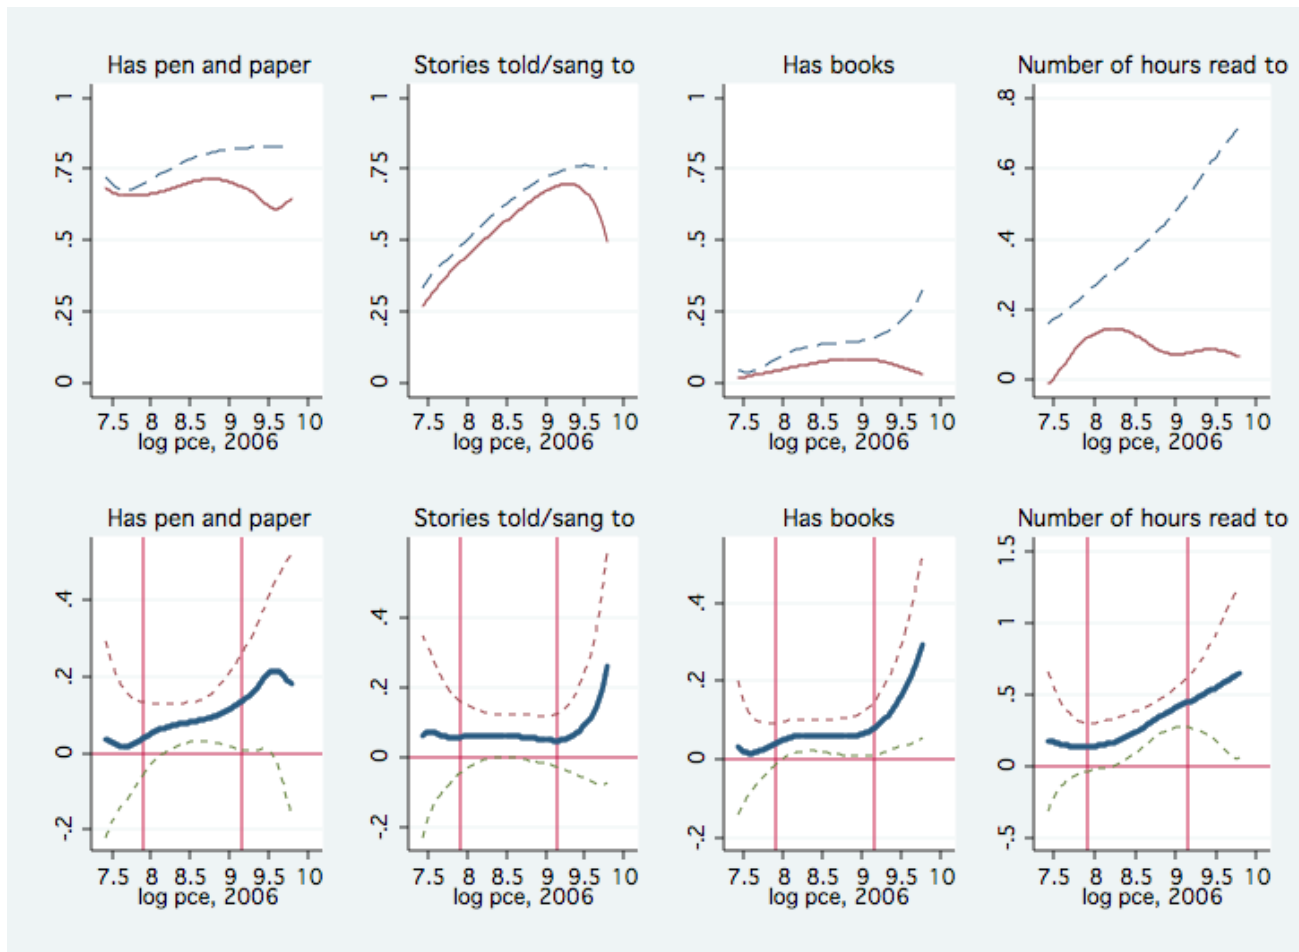 Has pen and paper
1
.75
.5
.25
0
7.5 8 8.5 9 9.5 10
log pce, 2006
Stories told/sang to
1
.75
.5
.25
0
7.5 8 8.5 9 9.5 10
log pce, 2006
Has books
1
.75
.5
.25
0
7.5 8 8.5 9 9.5 10
log pce, 2006
Number of hours read to
.8
.6
.4
.2
0
7.5 8 8.5 9 9.5 10
log pce, 2006
Has pen and paper
.4
.2
0
-.2
7.5 8 8.5 9 9.5 10
log pce, 2006
Stories told/sang to
.4
.2
0
-.2
7.5 8 8.5 9 9.5 10
log pce, 2006
Has books
.4
.2
0
-.2
7.5 8 8.5 9 9.5 10
log pce, 2006
Number of hours read to
1.5
1
.5
0
-.5
7.5 8 8.5 9 9.5 10
log pce, 2006